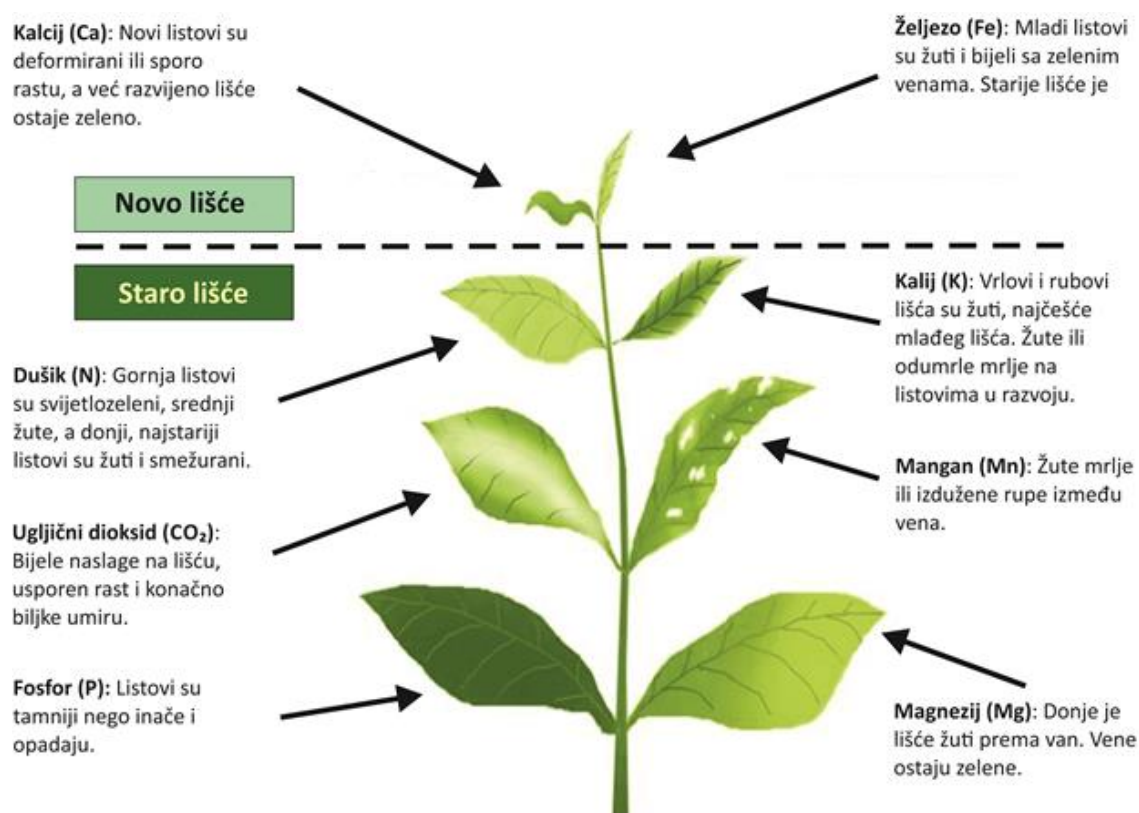 Kalcij (Ca): Novi listovi su
deformirani ili sporo
rastu, a već razvijeno lišće
ostaje zeleno.
Željezo (Fe): Mladi listovi
su žuti i bijeli sa zelenim
venama. Starije lišće je
Novo lišće
Staro lišće
Kalij (K): Vrlovi i rubovi
lišća su žuti, najčešće
mlađeg lišća. Žute ili
odumrle mrlje na
listovima u razvoju.
Dušik (N): Gornja listovi
su svijetlozeleni, srednji
žute, a donji, najstariji
listovi su žuti i smežurani.
Mangan (Mn): Žute mrlje
ili izdužene rupe između
vena.
Ugljični dioksid (CO₂):
Bijele naslage na lišću,
usporen rast i konačno
biljke umiru.
Fosfor (P): Listovi su
tamniji nego inače i
opadaju.
Magnezij (Mg): Donje je
lišće žuti prema van. Vene
ostaju zelene.